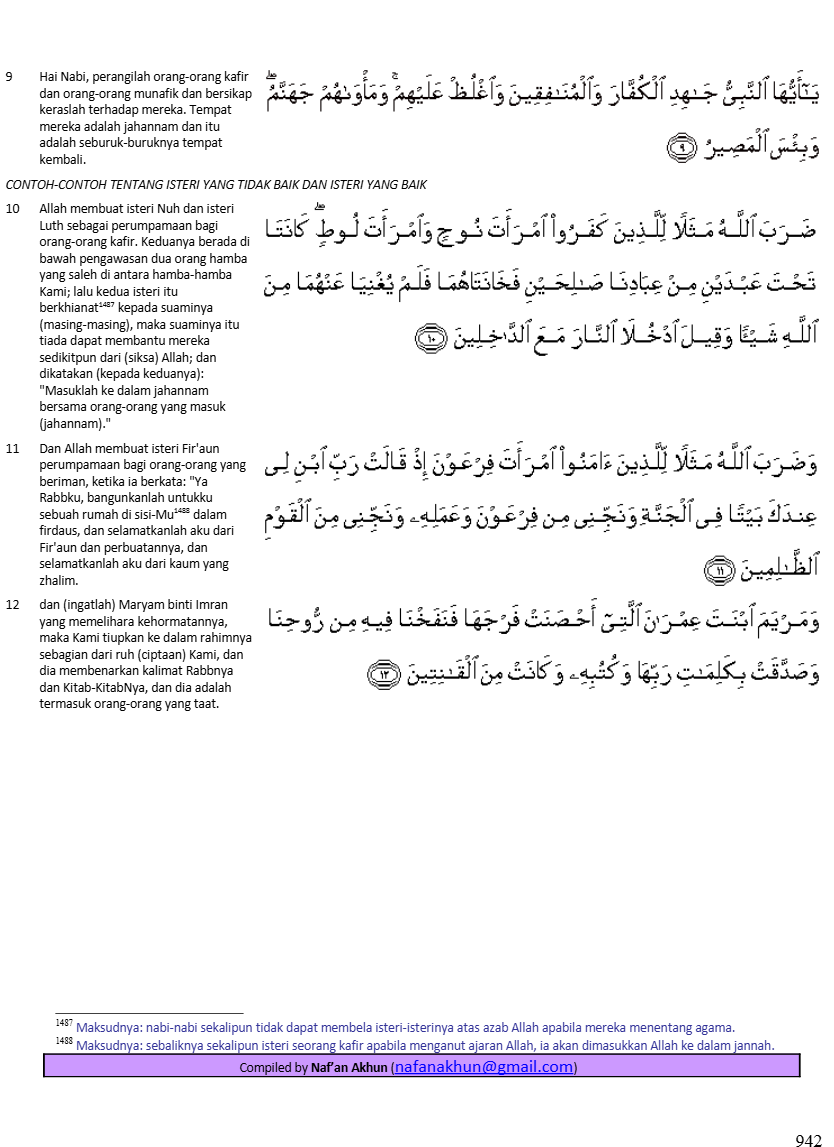 9 Hai Nabi, perangilah orang-orang kafir
dan orang-orang munafik dan bersikap
keraslah terhadap mereka. Tempat
mereka adalah jahannam dan itu
adalah seburuk-buruknya tempat
kembali.
يَـٰٓأَيُّهَا ٱلنَّبِىُّ جَـٰهِدِ ٱلْكُفَّارَ وَٱلْمُنَـٰفِقِينَ وَٱغْلُظْ عَلَيْهِمْ ۚ وَمَأْوَىٰهُمْ جَهَنَّمُ ۖ
وَبِئْسَ ٱلْمَصِيرُ ٩
CONTOH-CONTOH TENTANG ISTERI YANG TIDAK BAIK DAN ISTERI YANG BAIK
10 Allah membuat isteri Nuh dan isteri
Luth sebagai perumpamaan bagi
orang-orang kafir. Keduanya berada di
bawah pengawasan dua orang hamba
yang saleh di antara hamba-hamba
Kami; lalu kedua isteri itu
berkhianat1487 kepada suaminya
(masing-masing), maka suaminya itu
tiada dapat membantu mereka
sedikitpun dari (siksa) Allah; dan
dikatakan (kepada keduanya):
"Masuklah ke dalam jahannam
bersama orang-orang yang masuk
(jahannam)."
ضَرَبَ ٱللَّهُ مَثَلًا لِّلَّذِينَ كَفَرُوا۟ ٱمْرَأَتَ نُوحٍ وَٱمْرَأَتَ لُوطٍ ۖ كَانَتَا
تَحْتَ عَبْدَيْنِ مِنْ عِبَادِنَا صَـٰلِحَيْنِ فَخَانَتَاهُمَا فَلَمْ يُغْنِيَا عَنْهُمَا مِنَ
ٱللَّهِ شَيْـًٔا وَقِيلَ ٱدْخُلَا ٱلنَّارَ مَعَ ٱلدَّٰخِلِينَ ١٠
11 Dan Allah membuat isteri Fir'aun
perumpamaan bagi orang-orang yang
beriman, ketika ia berkata: "Ya
Rabbku, bangunkanlah untukku
sebuah rumah di sisi-Mu1488 dalam
firdaus, dan selamatkanlah aku dari
Fir'aun dan perbuatannya, dan
selamatkanlah aku dari kaum yang
zhalim.
وَضَرَبَ ٱللَّهُ مَثَلًا لِّلَّذِينَ ءَامَنُوا۟ ٱمْرَأَتَ فِرْعَوْنَ إِذْ قَالَتْ رَبِّ ٱبْنِ لِى
عِندَكَ بَيْتًا فِى ٱلْجَنَّةِ وَنَجِّنِى مِن فِرْعَوْنَ وَعَمَلِهِۦ وَنَجِّنِى مِنَ ٱلْقَوْمِ
ٱلظَّـٰلِمِينَ ١١
12 dan (ingatlah) Maryam binti Imran
yang memelihara kehormatannya,
maka Kami tiupkan ke dalam rahimnya
sebagian dari ruh (ciptaan) Kami, dan
dia membenarkan kalimat Rabbnya
dan Kitab-KitabNya, dan dia adalah
termasuk orang-orang yang taat.
وَمَرْيَمَ ٱبْنَتَ عِمْرَٰنَ ٱلَّتِىٓ أَحْصَنَتْ فَرْجَهَا فَنَفَخْنَا فِيهِ مِن رُّوحِنَا
وَصَدَّقَتْ بِكَلِمَـٰتِ رَبِّهَا وَكُتُبِهِۦ وَكَانَتْ مِنَ ٱلْقَـٰنِتِينَ ١٢
1487 Maksudnya: nabi-nabi sekalipun tidak dapat membela isteri-isterinya atas azab Allah apabila mereka menentang agama.
1488 Maksudnya: sebaliknya sekalipun isteri seorang kafir apabila menganut ajaran Allah, ia akan dimasukkan Allah ke dalam jannah.
Compiled by Naf'an Akhun (nafanakhun@gmail.com)
942